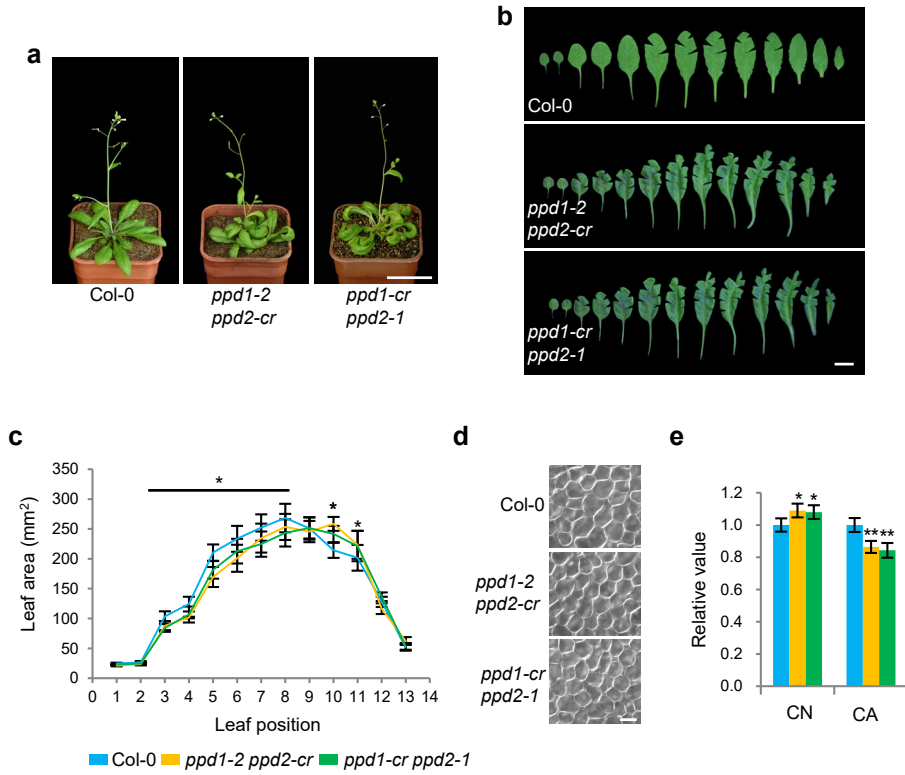 a
Col-0
ppd1-2
ppd2-cr
ppd1-cr
ppd2-1
b
Col-0
ppd1-2
ppd2-cr
ppd1-cr
ppd2-1
c
Leaf area (mm²)
350
300
250
200
150
100
50
0
*
*
*
0 1 2 3 4 5 6 7 8 9 10 11 12 13 14
Leaf position
Col-0 ppd1-2 ppd2-cr ppd1-cr ppd2-1
d
Col-0
ppd1-2
ppd2-cr
ppd1-cr
ppd2-1
e
Relative value
1.2
1.0
0.8
0.6
0.4
0.2
0.0
* *
** **
CN CA